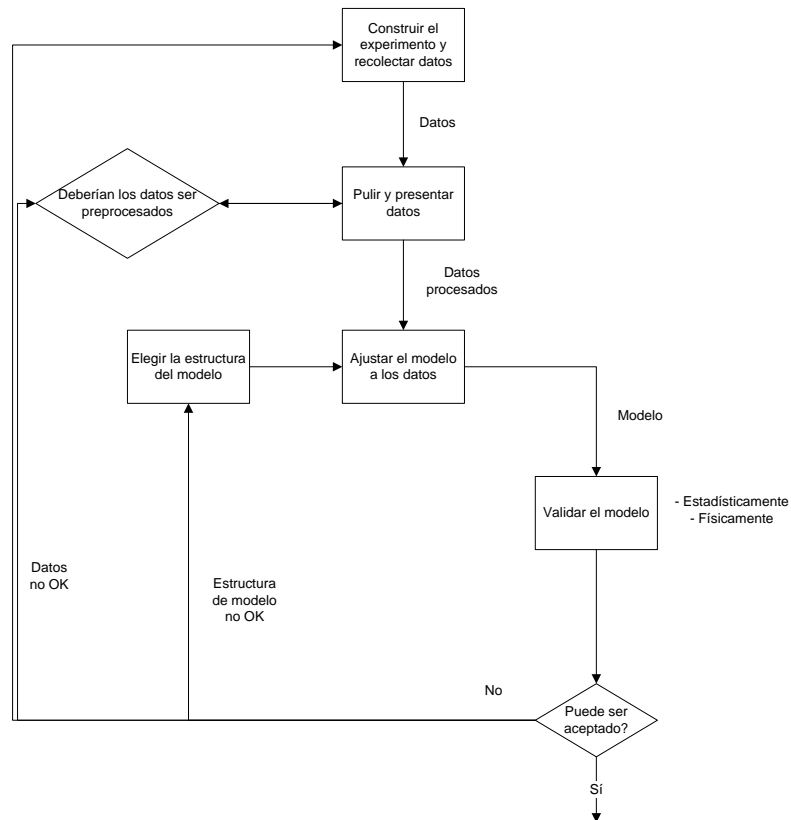 Construir el
experimento y
recolectar datos
Datos
Deberían los datos ser
preprocesados
Pulir y presentar
datos
Datos
procesados
Elegir la estructura
del modelo
Ajustar el modelo
a los datos
Modelo
Validar el modelo
- Estadísticamente
- Físicamente
Datos
no OK
Estructura
de modelo
no OK
No
Puede ser
aceptado?
Sí